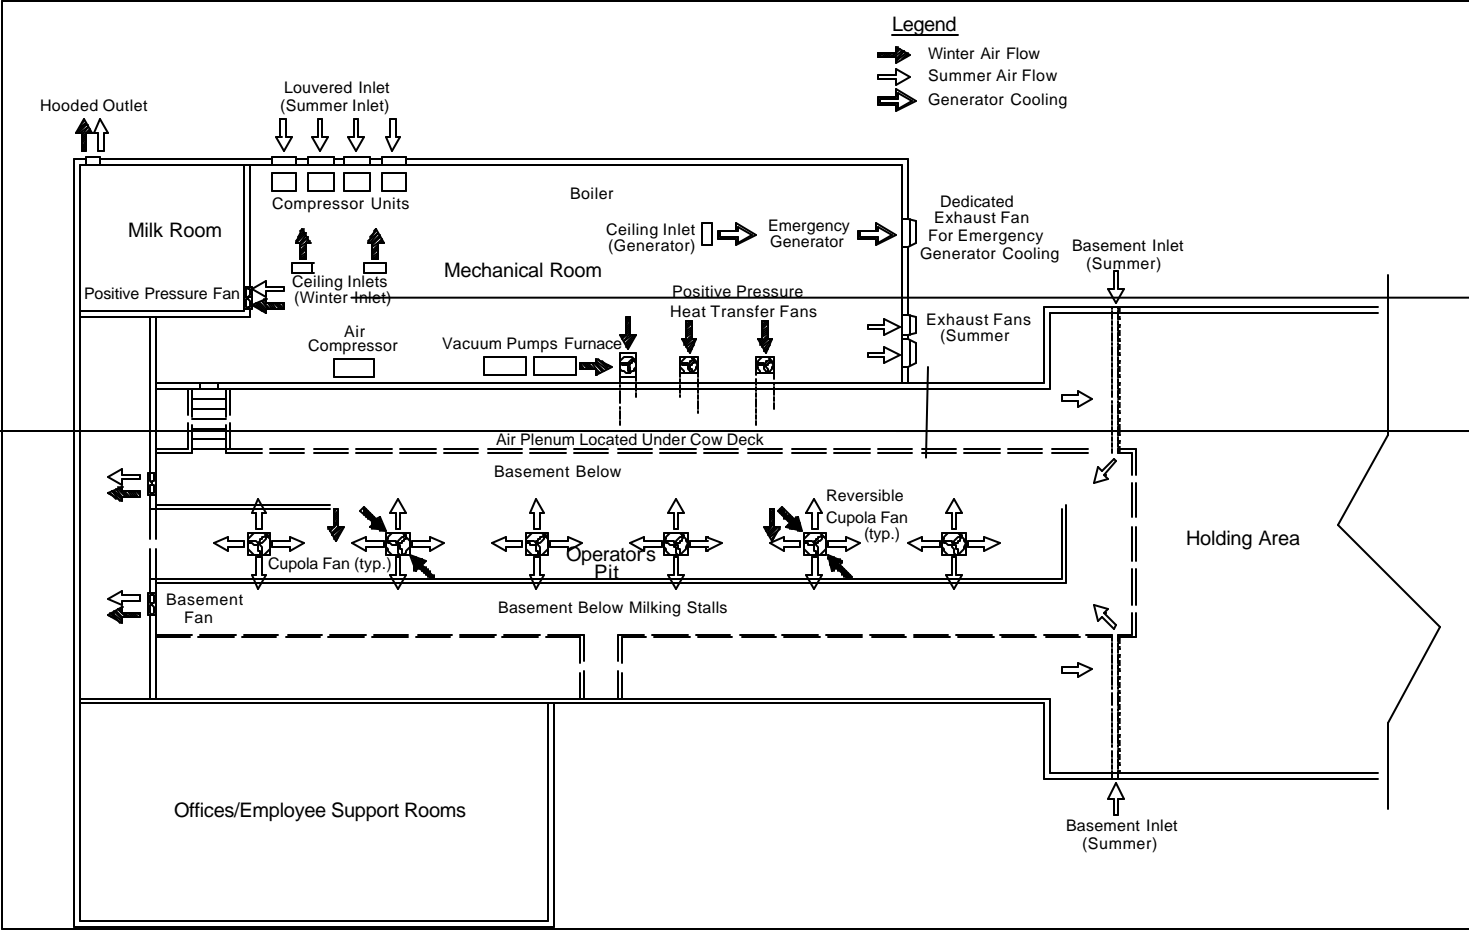 Legend
Winter Air Flow
Summer Air Flow
Generator Cooling
Hooded Outlet
Louvered Inlet
(Summer Inlet)
Compressor Units
Boiler
Milk Room
Ceiling Inlet
(Generator)
Emergency
Generator
Dedicated
Exhaust Fan
For Emergency
Generator Cooling
Basement Inlet
(Summer)
Mechanical Room
Positive Pressure Fan
Ceiling Inlets
(Winter Inlet)
Positive Pressure
Heat Transfer Fans
Exhaust Fans
(Summer
Air
Compressor
Vacuum Pumps Furnace
Air Plenum Located Under Cow Deck
Basement Below
Reversible
Cupola Fan
(typ.)
Holding Area
Cupola Fan (typ.)
Operator's
Pit
Basement
Fan
Basement Below Milking Stalls
Offices/Employee Support Rooms
Basement Inlet
(Summer)